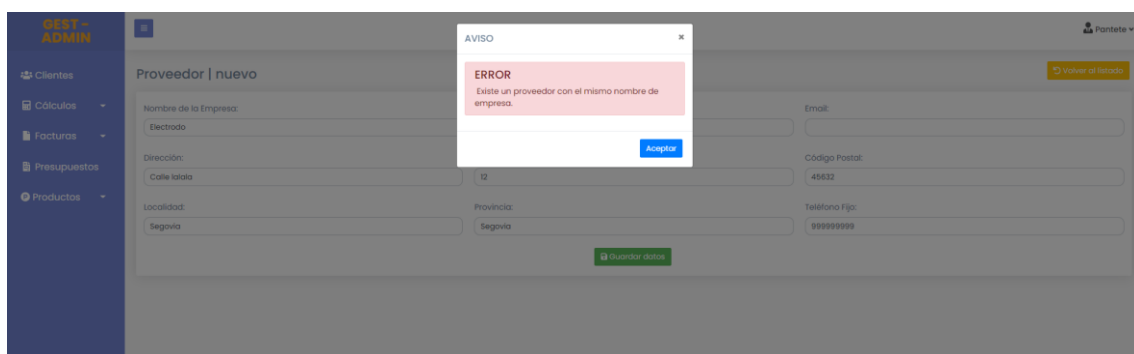 GEST-
ADMIN
Pantete
Clientes
Cálculos
Facturas
Presupuestos
Productos
Proveedor | nuevo
Volver al listado
AVISO
×
ERROR
Existe un proveedor con el mismo nombre de
empresa.
Aceptar
Nombre de la Empresa:
Email:
Electrodo
Dirección:
Código Postal:
Calle lalala
12
45632
Localidad:
Provincia:
Teléfono Fijo:
Segovia
Segovia
999999999
Guardar datos